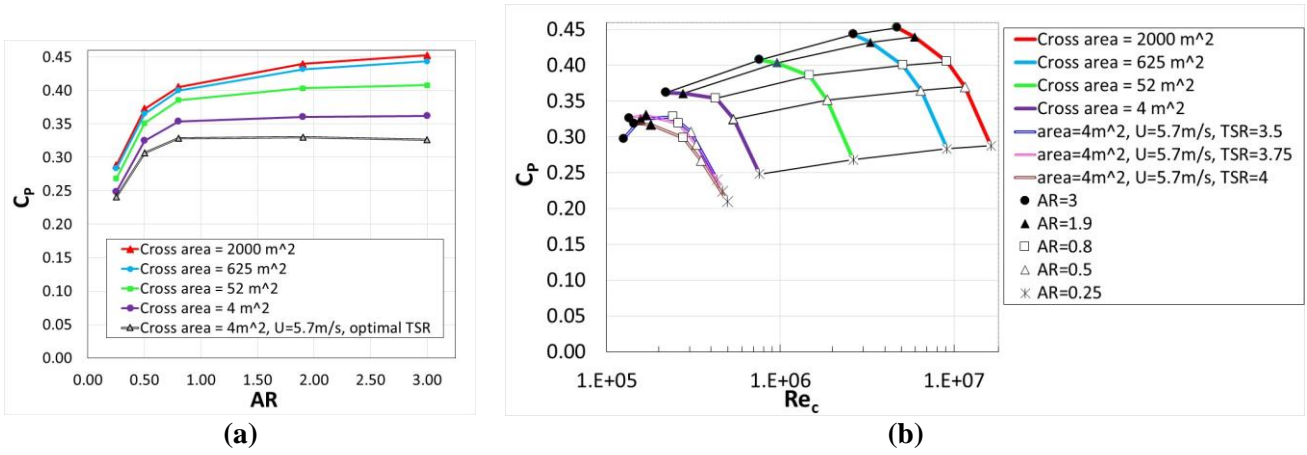 0.45
0.40
0.35
0.30
0.25
0.20
0.15
0.10
0.05
0.00
C_P
Cross area = 2000 m^2
Cross area = 625 m^2
Cross area = 52 m^2
Cross area = 4 m^2
Cross area = 4m^2, U=5.7m/s, optimal TSR
0.00 0.50 1.00 1.50 2.00 2.50 3.00
AR
(a)
0.45
0.40
0.35
0.30
0.25
0.20
0.15
0.10
0.05
0.00
C_P
1.E+05 1.E+06 1.E+07
Re_c
Cross area = 2000 m^2
Cross area = 625 m^2
Cross area = 52 m^2
Cross area = 4 m^2
area=4m^2, U=5.7m/s, TSR=3.5
area=4m^2, U=5.7m/s, TSR=3.75
area=4m^2, U=5.7m/s, TSR=4
AR=3
AR=1.9
AR=0.8
AR=0.5
AR=0.25
(b)